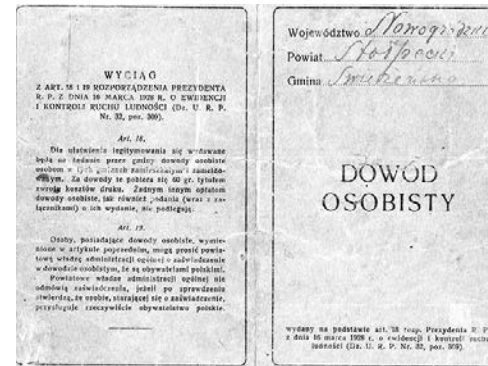 WYCIĄG
Z ART. 18 i 19 ROZPORZĄDZENIA PREZYDENTA
R. P. Z DNIA 16 MARCA 1928 R. O EWIDENCJI
I KONTROLI RUCHU LUDNOŚCI (Dz. U. R. P.
Nr. 32, poz. 309).
Art. 18.
Dla ułatwienia legitymowania się wydawane
będą na żądanie przez gminy dowody osobiste
osobom w tych gminach zamieszkałym
Za dowody te pobiera się 60 gr. tytułem
zwrotu kosztów druku. Żadnym innym opłatom
dowody osobiste, jak również podania (wraz z za-
łącznikami) o ich wydanie, nie podlegają.
Art. 19.
Osoby, posiadające dowody osobiste, wymie-
nione w artykule poprzednim, mogą prosić powia-
tową władzę administracji ogólnej o zaświadczenie
w dowodzie osobistym, że są obywatelami polskimi.
Powiatowe władze administracji ogólnej nie
odmówią zaświadczenia, jeżeli po sprawdzeniu
stwierdzą, że osobie, starającej się o zaświadczenie,
przysługuje rzeczywiście obywatelstwo polskie.
Województwo
Powiat Stołpecki
Gmina
DOWÓD
OSOBISTY
wydany na podstawie art. 18 rozp. Prezydenta R. P.
z dnia 16 marca 1928 r. o ewidencji i kontroli ruchu
ludności (Dz. U. R. P. Nr. 32, poz. 309).